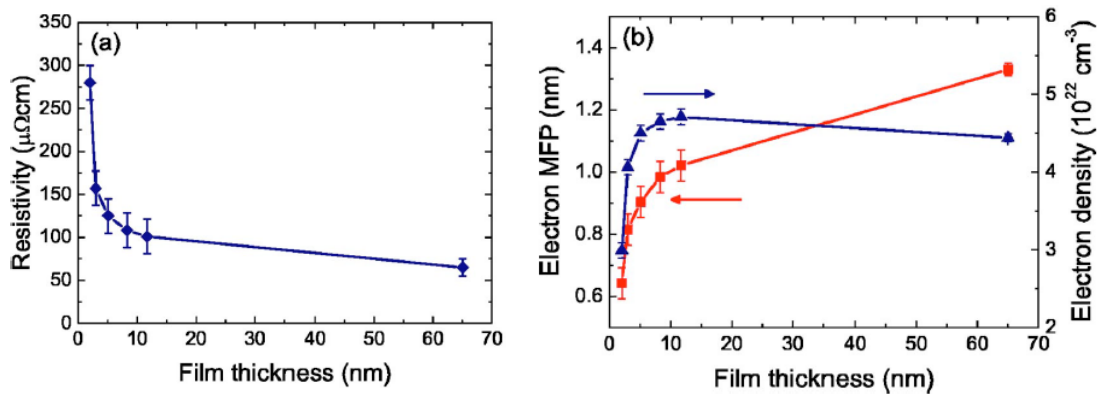 (a)
Resistivity (μΩcm)
350
300
250
200
150
100
50
0
0 10 20 30 40 50 60 70
Film thickness (nm)
(b)
Electron MFP (nm)
1.4
1.2
1.0
0.8
0.6
0 10 20 30 40 50 60 70
Film thickness (nm)
6
5
4
3
2
Electron density (10²² cm⁻³)